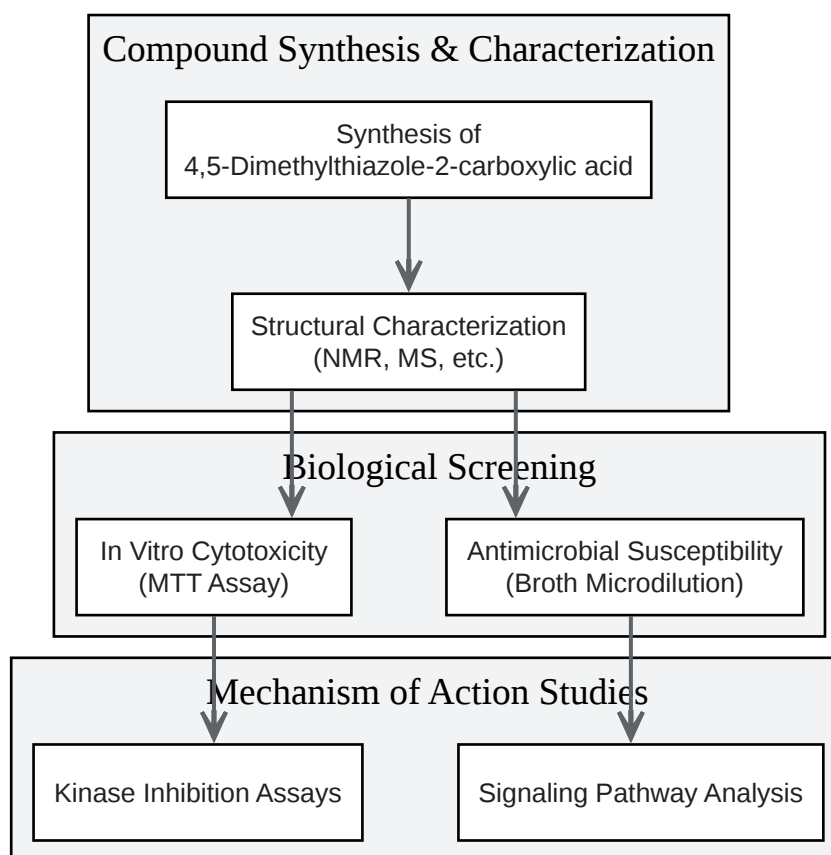 Compound Synthesis & Characterization
Synthesis of
4,5-Dimethylthiazole-2-carboxylic acid
Structural Characterization
(NMR, MS, etc.)
Biological Screening
In Vitro Cytotoxicity
(MTT Assay)
Antimicrobial Susceptibility
(Broth Microdilution)
Mechanism of Action Studies
Kinase Inhibition Assays
Signaling Pathway Analysis